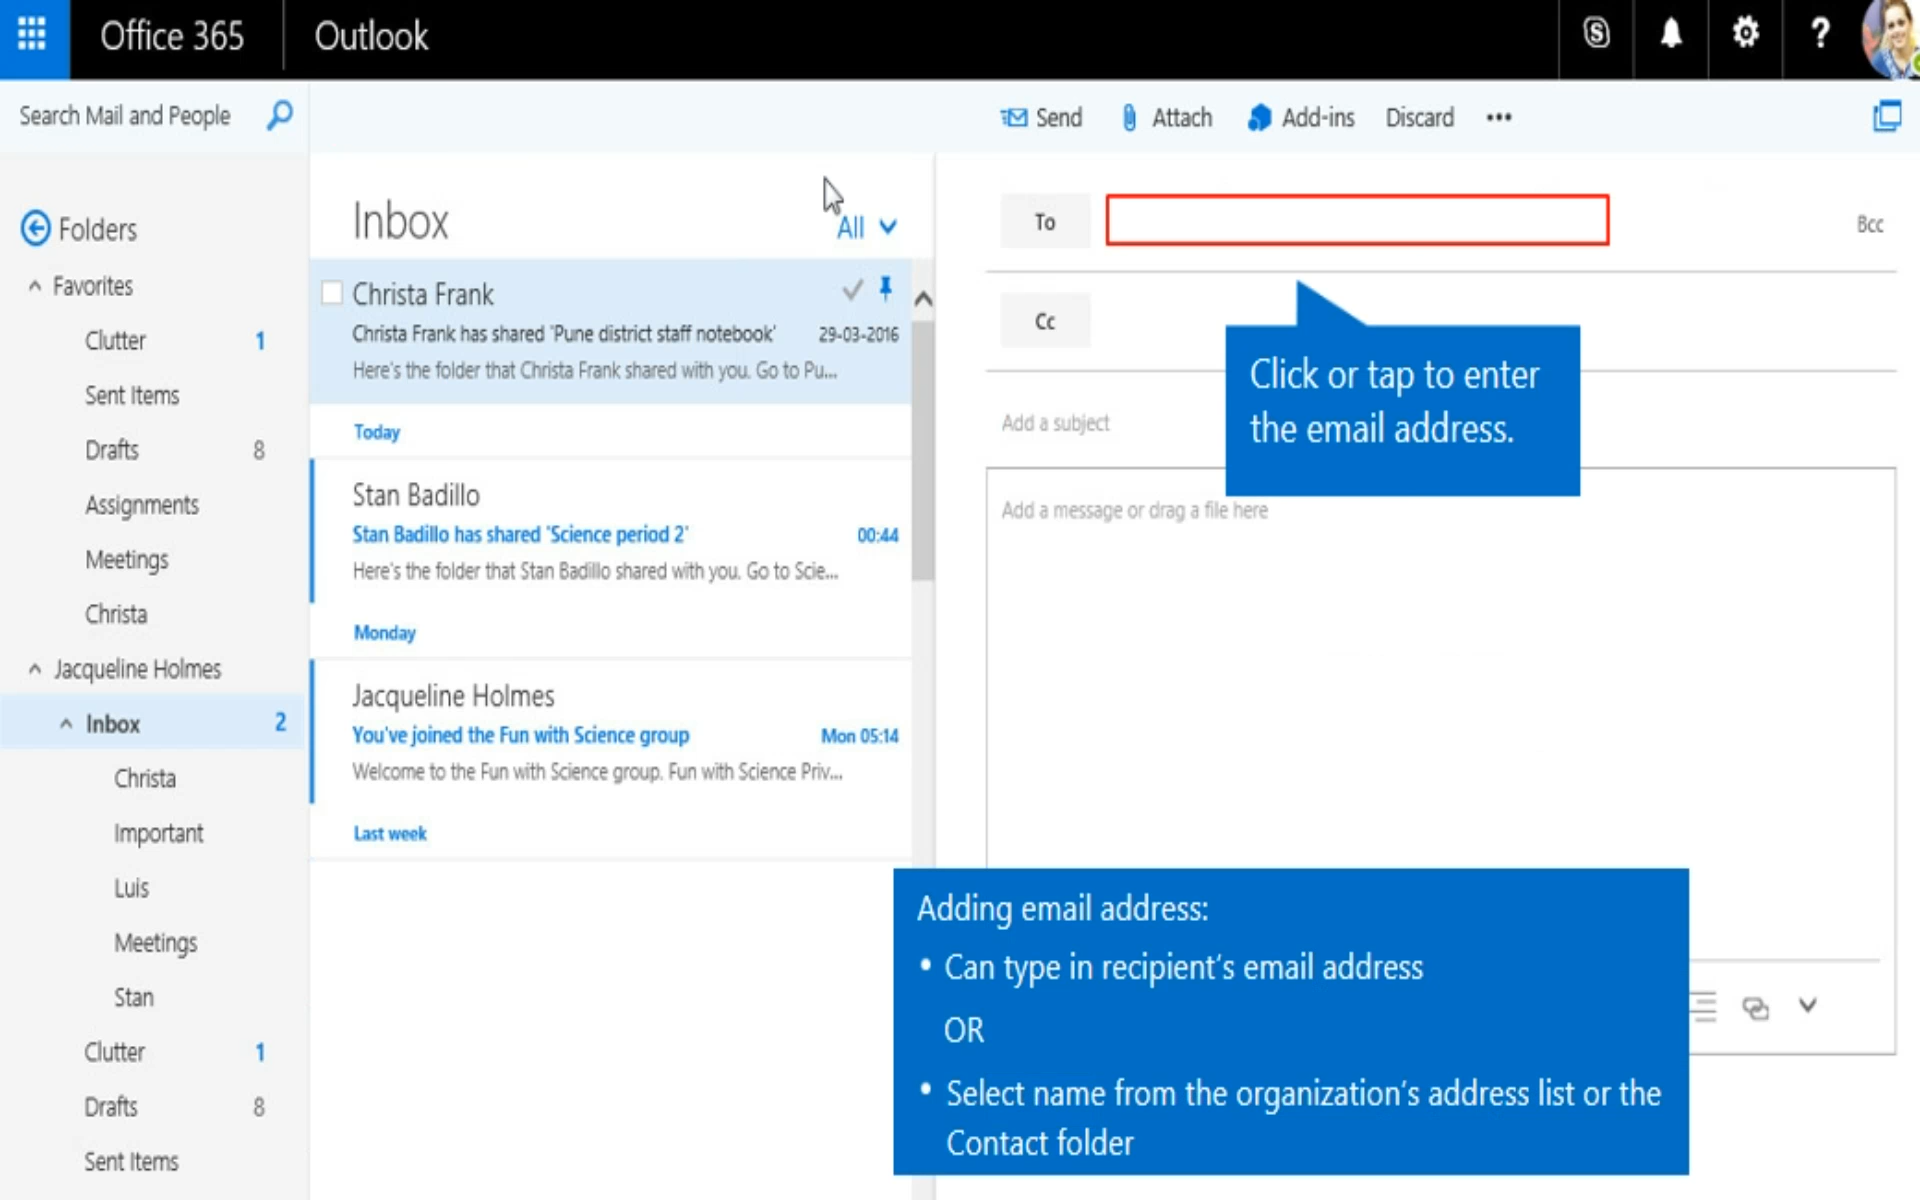 Office 365
Outlook
?
Search Mail and People
Send
Attach
Add-ins
Discard
Folders
Favorites
Clutter 1
Sent Items
Drafts 8
Assignments
Meetings
Christa
Jacqueline Holmes
Inbox 2
Christa
Important
Luis
Meetings
Stan
Clutter 1
Drafts 8
Sent Items
Inbox
All
Christa Frank
Christa Frank has shared 'Pune district staff notebook' 29-03-2016
Here's the folder that Christa Frank shared with you. Go to Pu...
Today
Stan Badillo
Stan Badillo has shared 'Science period 2' 00:44
Here's the folder that Stan Badillo shared with you. Go to Scie...
Monday
Jacqueline Holmes
You've joined the Fun with Science group Mon 05:14
Welcome to the Fun with Science group. Fun with Science Priv...
Last week
To
Bcc
Cc
Click or tap to enter
the email address.
Add a subject
Add a message or drag a file here
Adding email address:
• Can type in recipient's email address
OR
• Select name from the organization's address list or the
Contact folder